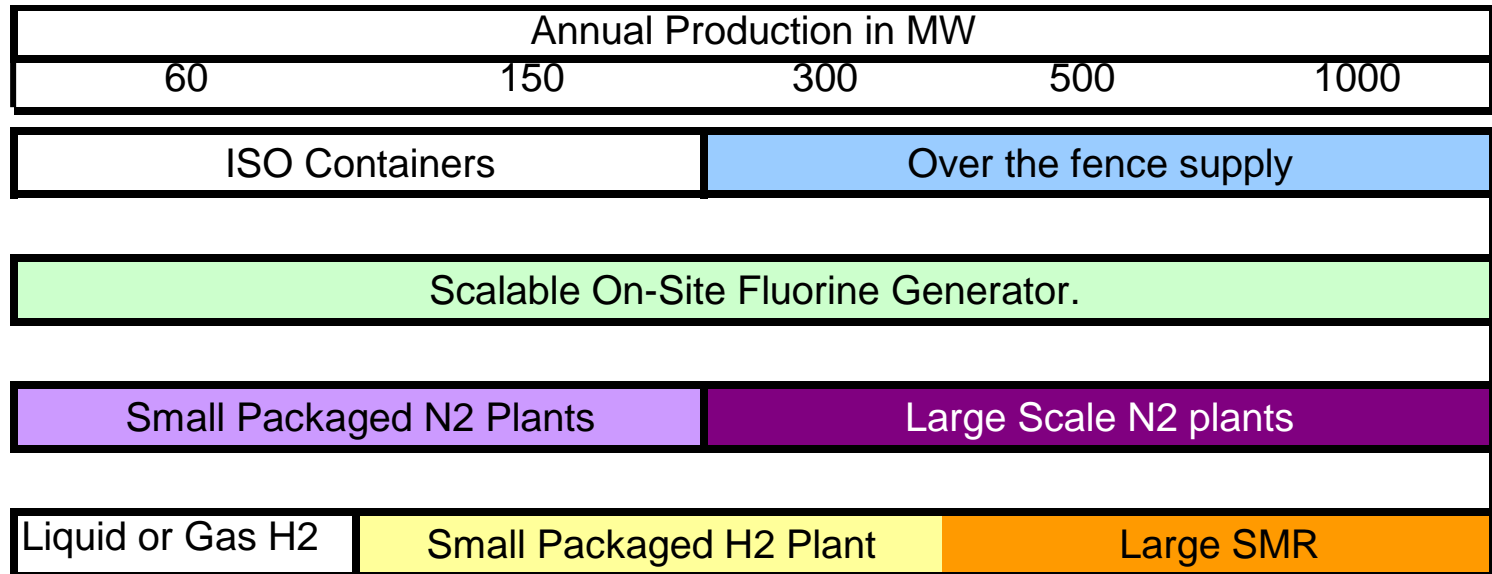 Annual Production in MW
60 150 300 500 1000
ISO Containers Over the fence supply
Scalable On-Site Fluorine Generator.
Small Packaged N2 Plants Large Scale N2 plants
Liquid or Gas H2 Small Packaged H2 Plant Large SMR